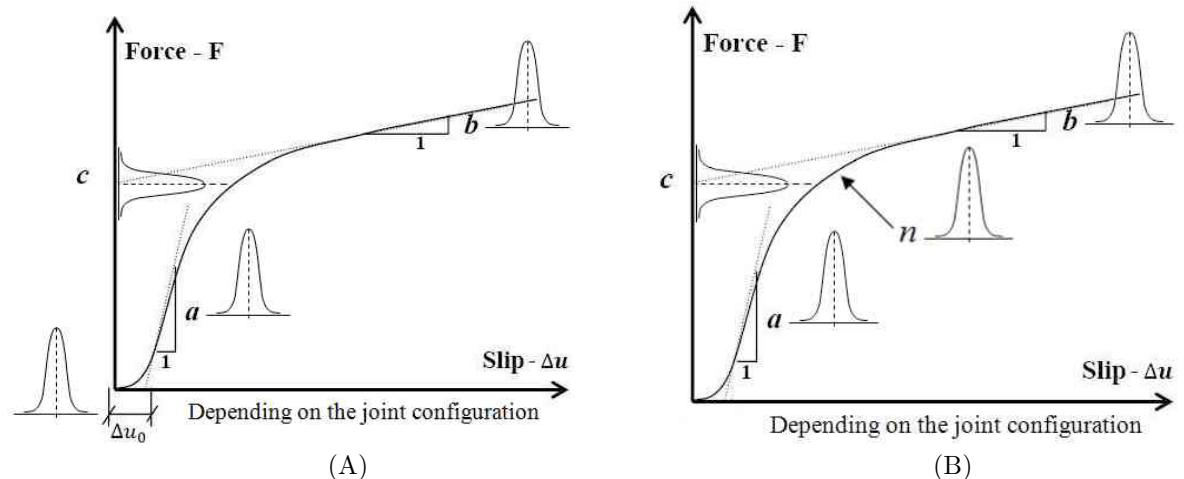 Force - F
b
1
c
a
1
Slip - Δu
Depending on the joint configuration
Δu₀
(A)
Force - F
b
1
c
n
a
1
Slip - Δu
Depending on the joint configuration
(B)